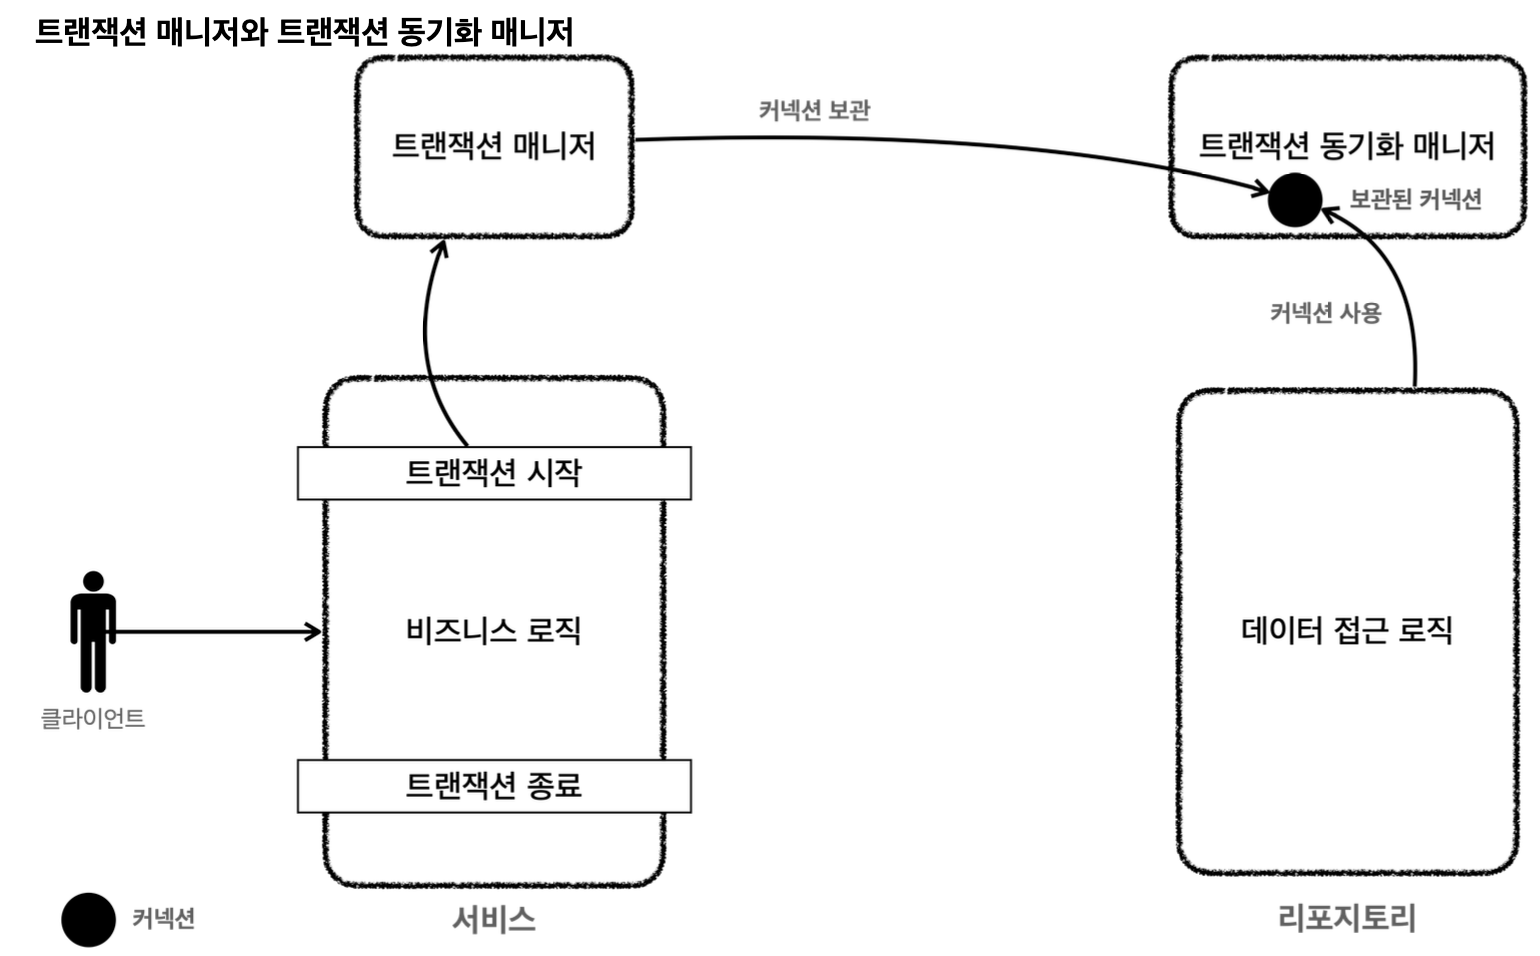 트랜잭션 매니저와 트랜잭션 동기화 매니저
커넥션 보관
트랜잭션 매니저
트랜잭션 동기화 매니저
보관된 커넥션
커넥션 사용
트랜잭션 시작
비즈니스 로직
데이터 접근 로직
클라이언트
트랜잭션 종료
커넥션
서비스
리포지토리